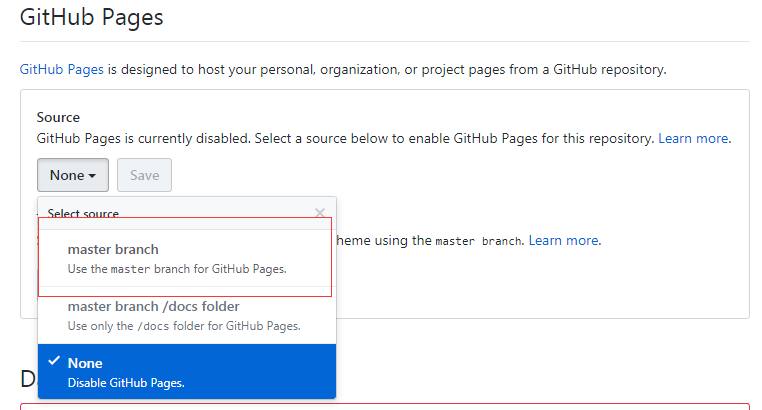 GitHub Pages
GitHub Pages is designed to host your personal, organization, or project pages from a GitHub repository.
Source
GitHub Pages is currently disabled. Select a source below to enable GitHub Pages for this repository. Learn more.
None
Save
Select source
heme using the master branch. Learn more.
master branch
Use the master branch for GitHub Pages.
master branch /docs folder
Use only the /docs folder for GitHub Pages.
None
Disable GitHub Pages.